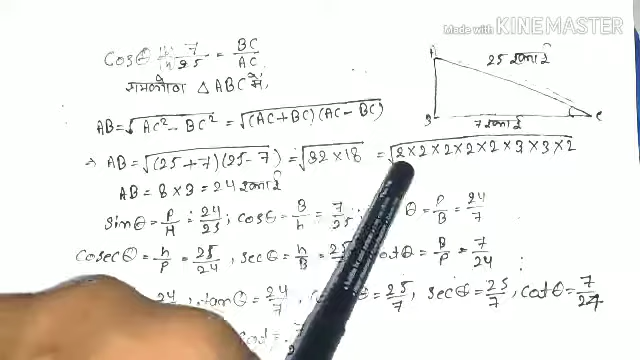 Made with KINEMASTER
Cosθ = 7/25 = BC/AC
समकोण △ ABC में,
A
25 इकाई
B
7 इकाई
C
AB = √AC² - BC² = √(AC + BC)(AC - BC)
⇒ AB = √(25 + 7)(25 - 7) = √32 × 18 = √2 × 2 × 2 × 2 × 2 × 3 × 3 × 2
AB = 8 × 3 = 24 इकाई
sinθ = P/H = 24/25 ; cosθ = B/h = 7/25 ; θ = P/B = 24/7
cosecθ = h/P = 25/24 , secθ = h/B = 25/ cotθ = B/P = 7/24
24 , tanθ = 24/7 , 25/7 , secθ = 25/7 , cotθ = 7/24